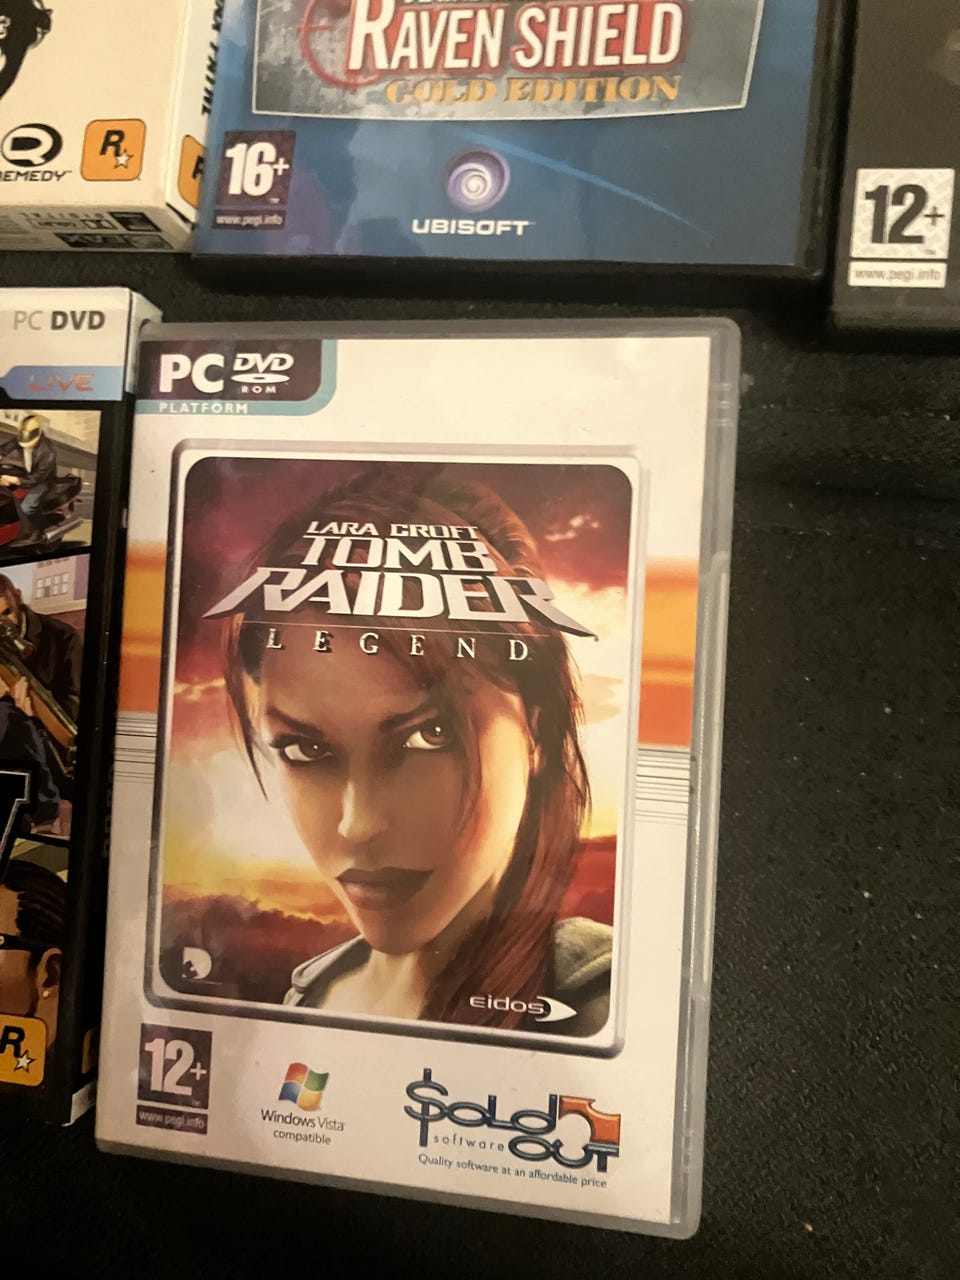 RAVEN SHIELD
GOLD EDITION
REMEDY
R
16+
www.pegi.info
UBISOFT
12+
www.pegi.info
PC DVD
LIVE
R
PC DVD
ROM
PLATFORM
LARA CROFT
TOMB
RAIDER
LEGEND
eidos
12+
www.pegi.info
Windows Vista
compatible
SOLD
software OUT
Quality software at an affordable price